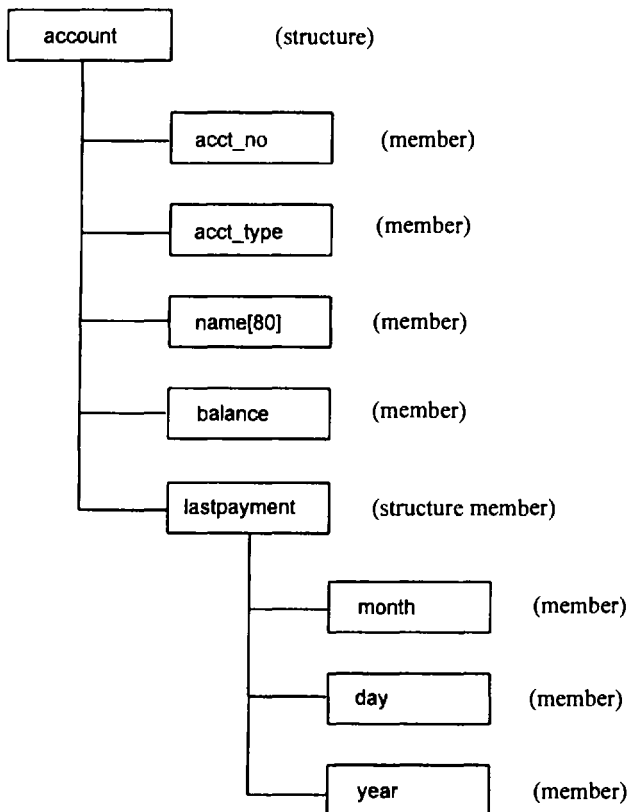 account (structure)
acct_no (member)
acct_type (member)
name[80] (member)
balance (member)
lastpayment (structure member)
month (member)
day (member)
year (member)